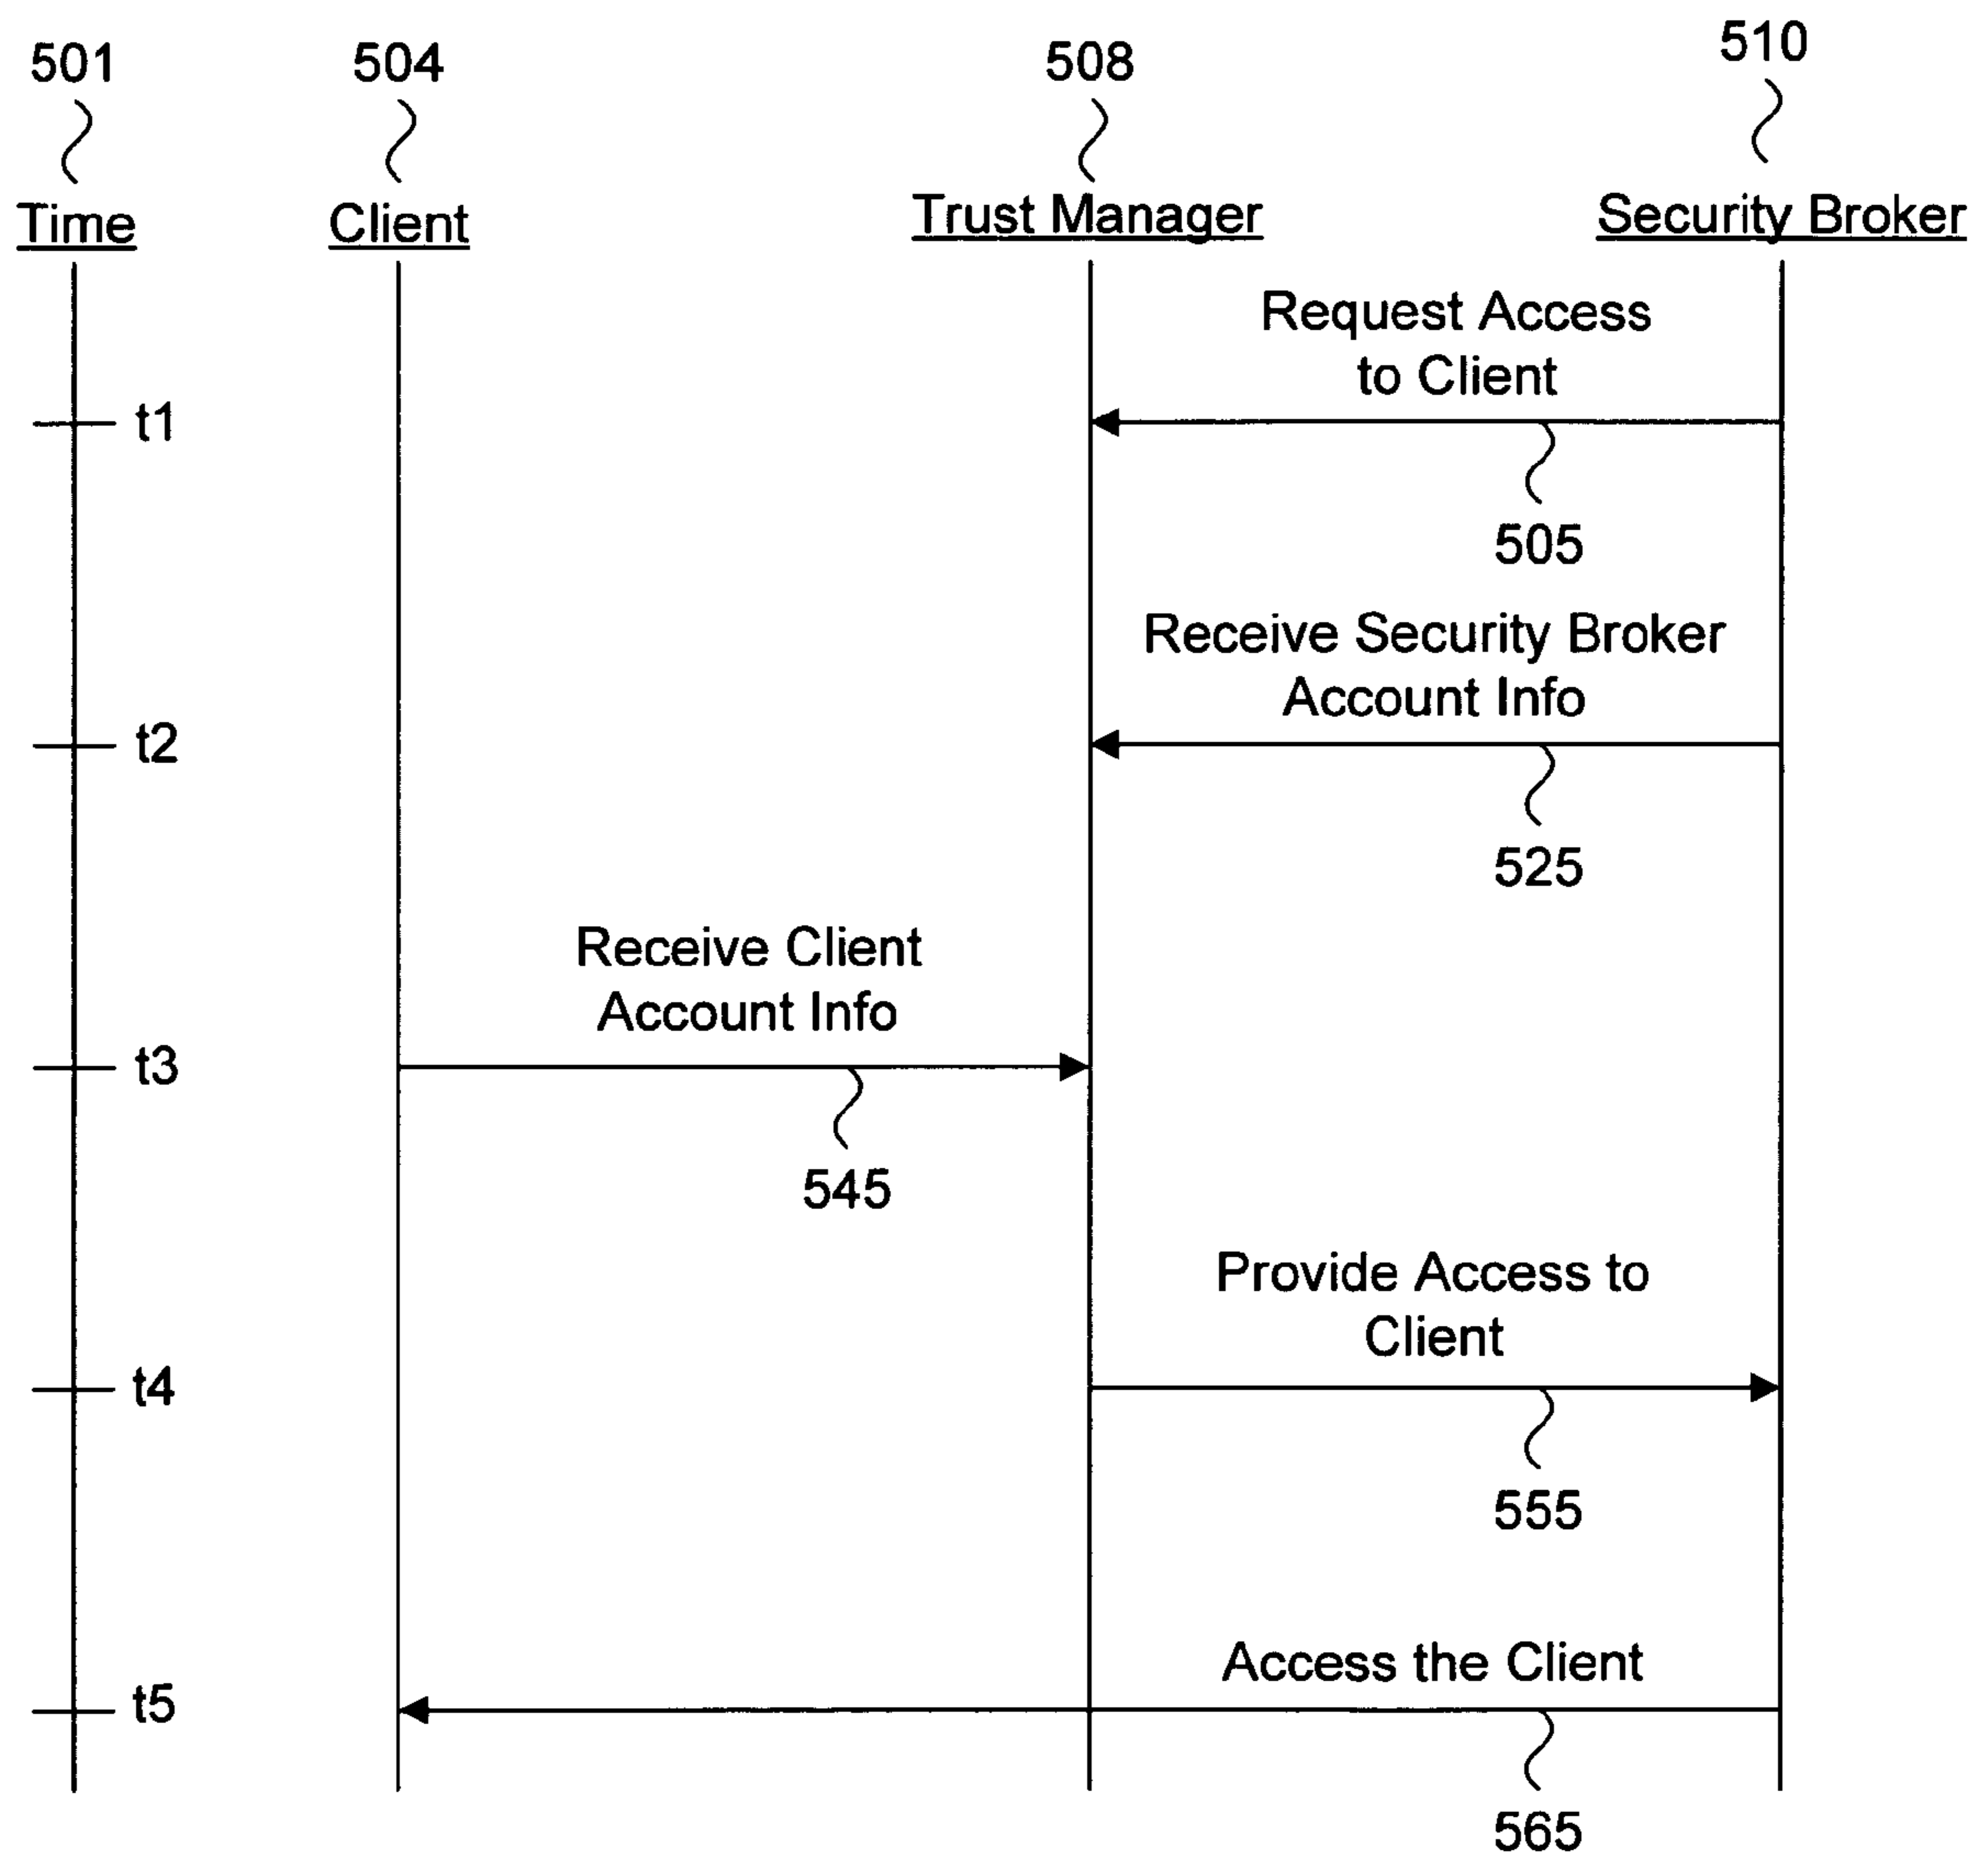 501 504 508 510
Time Client Trust Manager Security Broker
Request Access
to Client
t1
505
Receive Security Broker
Account Info
t2
525
Receive Client
Account Info
t3
545
Provide Access to
Client
t4
555
Access the Client
t5
565